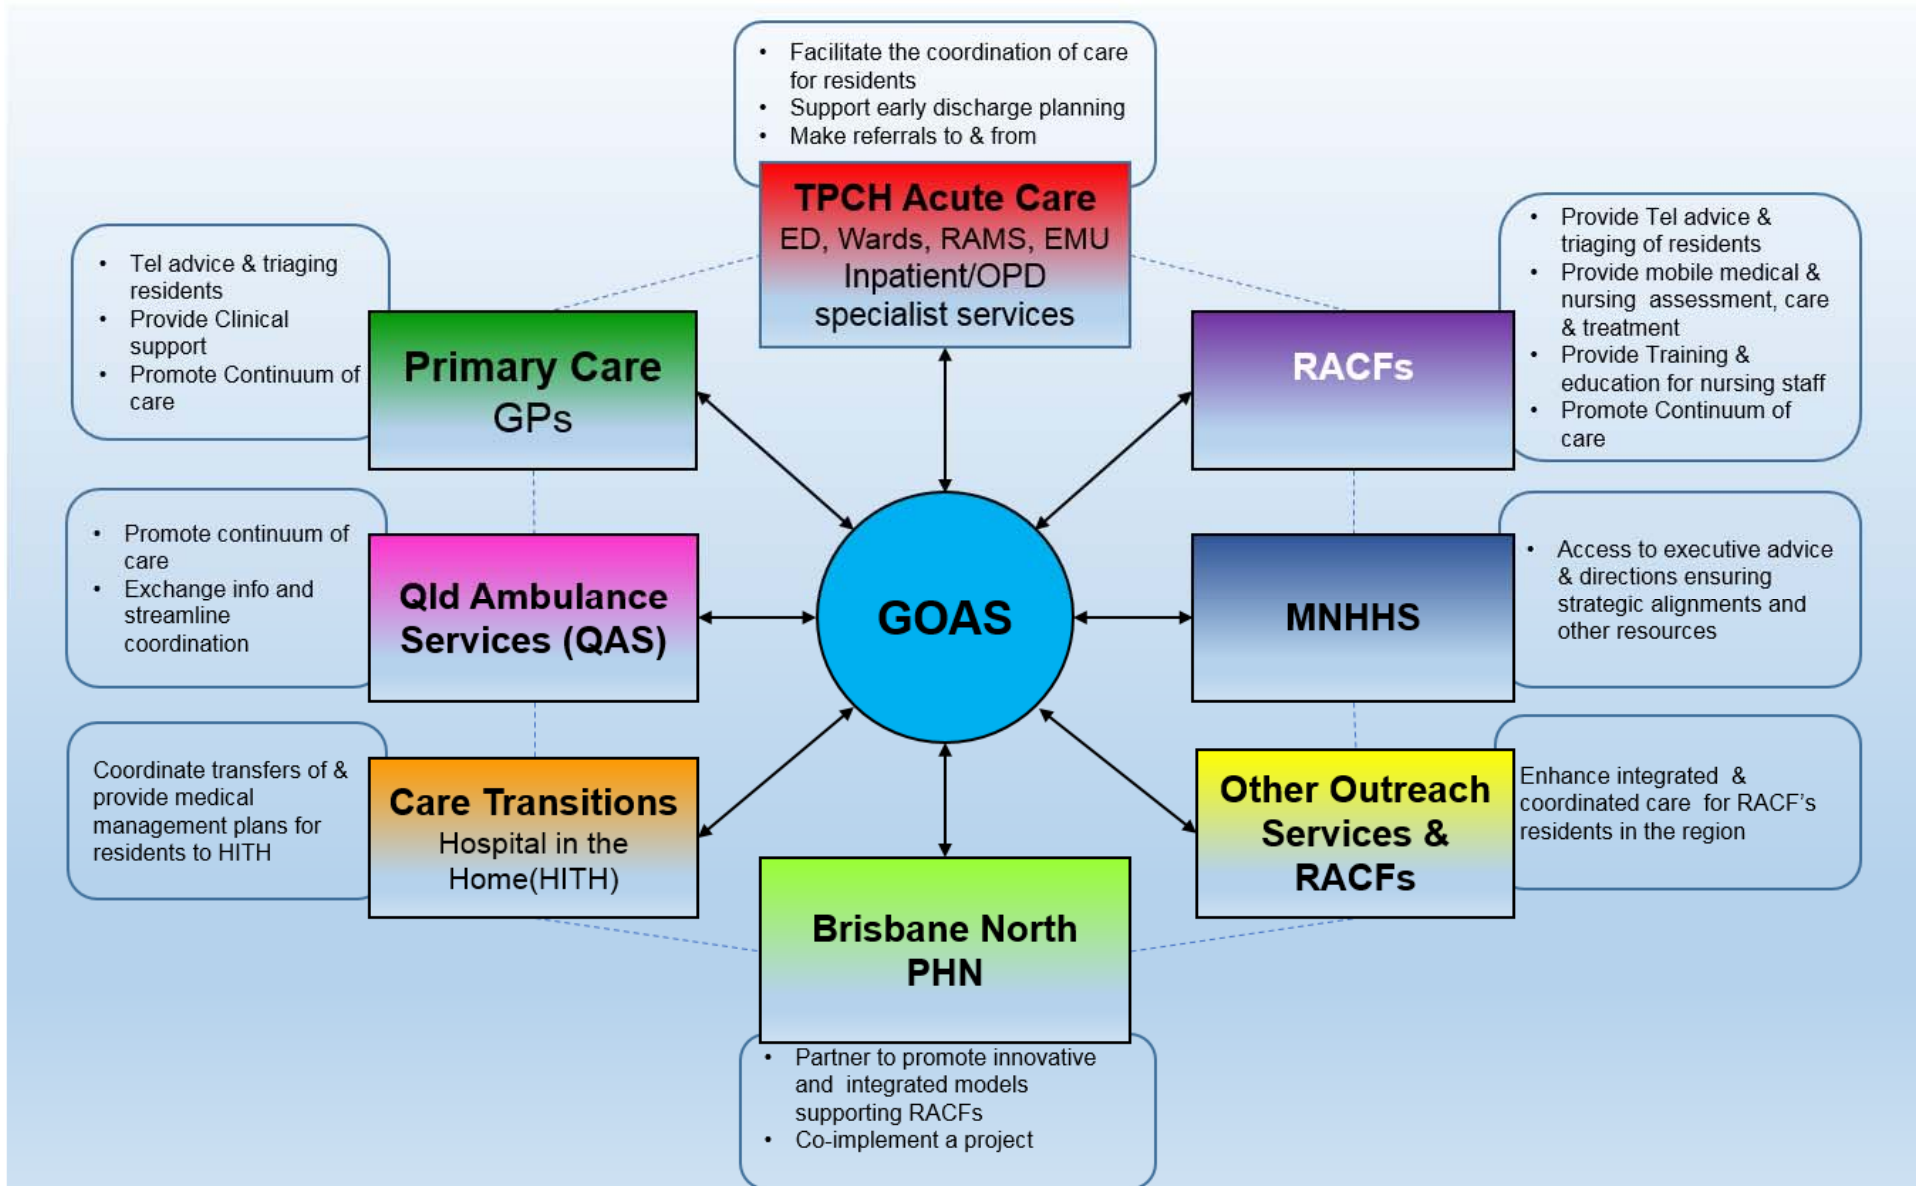 • Facilitate the coordination of care
for residents
• Support early discharge planning
• Make referrals to & from
TPCH Acute Care
ED, Wards, RAMS, EMU
Inpatient/OPD
specialist services
• Tel advice & triaging
residents
• Provide Clinical
support
• Promote Continuum of
care
Primary Care
GPs
RACFs
• Provide Tel advice &
triaging of residents
• Provide mobile medical &
nursing assessment, care
& treatment
• Provide Training &
education for nursing staff
• Promote Continuum of
care
• Promote continuum of
care
• Exchange info and
streamline
coordination
Qld Ambulance
Services (QAS)
GOAS
MNHHS
• Access to executive advice
& directions ensuring
strategic alignments and
other resources
Coordinate transfers of &
provide medical
management plans for
residents to HITH
Care Transitions
Hospital in the
Home(HITH)
Other Outreach
Services &
RACFs
Enhance integrated &
coordinated care for RACF's
residents in the region
Brisbane North
PHN
• Partner to promote innovative
and integrated models
supporting RACFs
• Co-implement a project